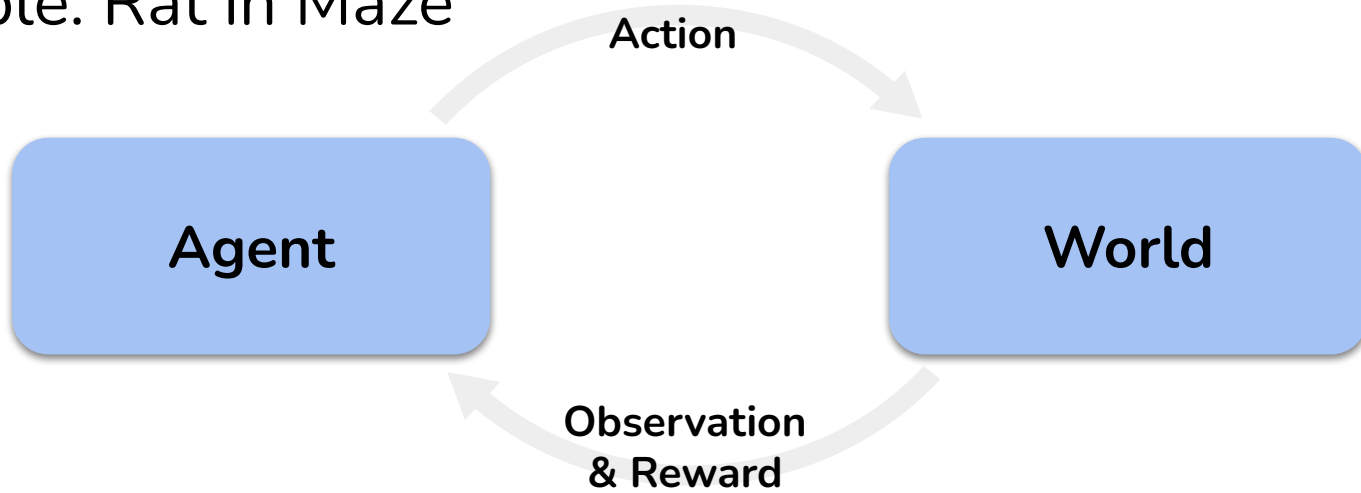 Rat in Maze
Action
Agent
World
Observation
& Reward